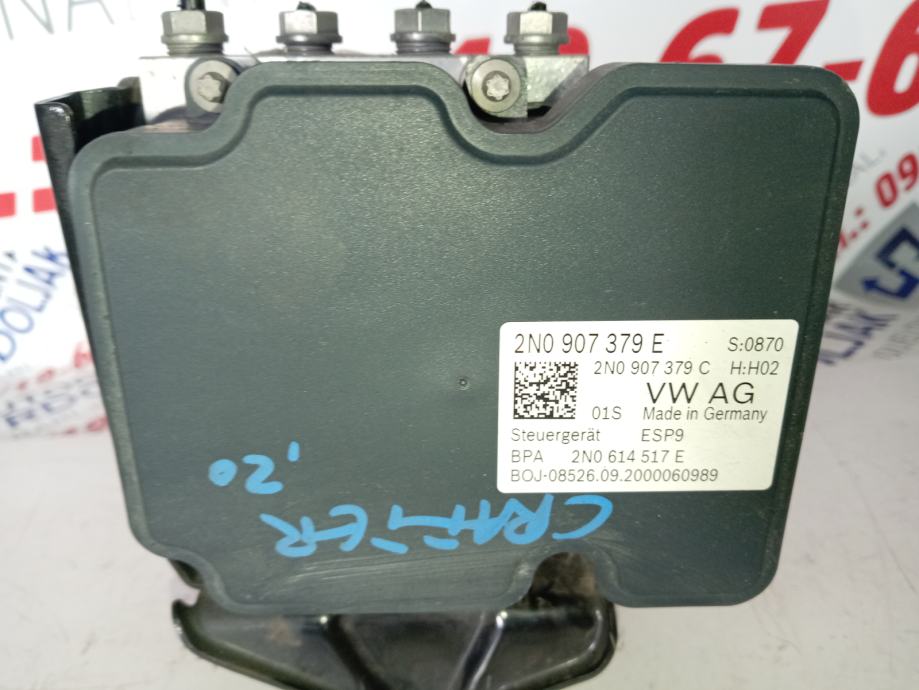 2N0 907 379 E S:0870
2N0 907 379 C H:H02
VW AG
01S Made in Germany
Steuergerät ESP9
BPA 2N0 614 517 E
BOJ-08526.09.2000060989
CRAFTER
'20